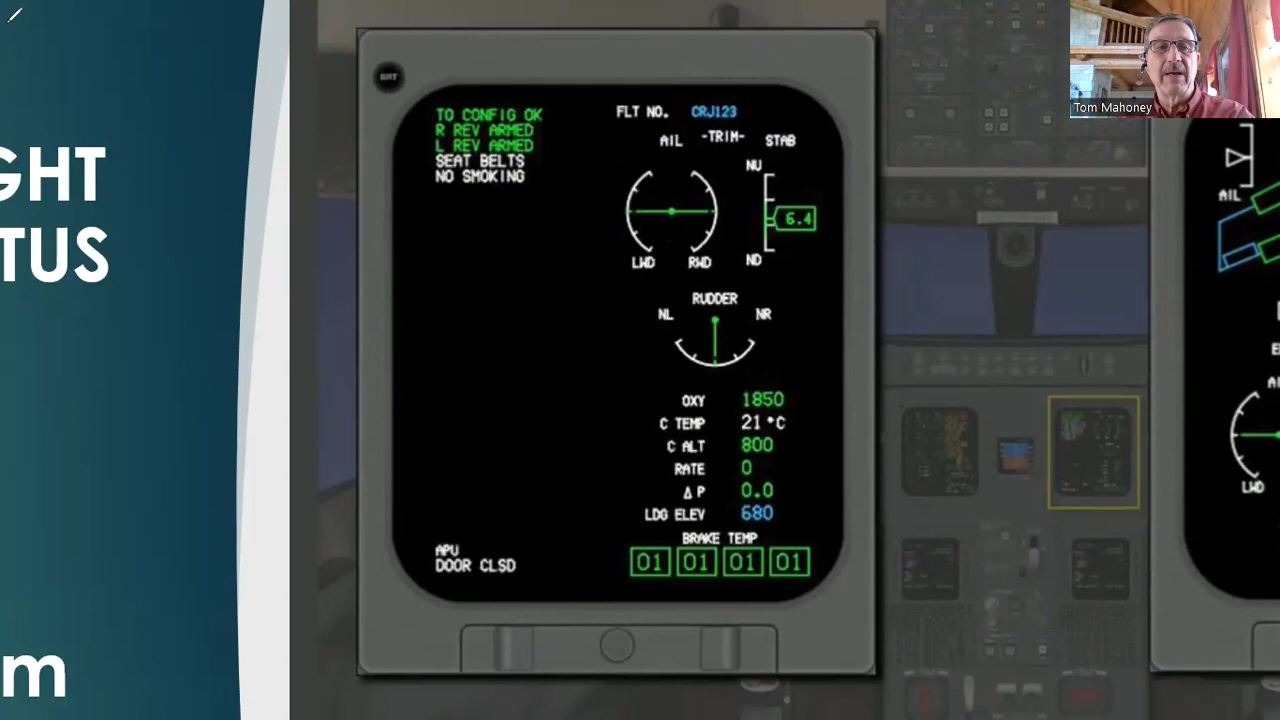 GHT
TUS
m
BRT
TO CONFIG OK
R REV ARMED
L REV ARMED
SEAT BELTS
NO SMOKING
FLT NO. CRJ123
AIL -TRIM- STAB
NU
6.4
LWD RWD ND
RUDDER
NL NR
OXY 1850
C TEMP 21 °C
C ALT 800
RATE 0
Δ P 0.0
LDG ELEV 680
BRAKE TEMP
01 01 01 01
APU
DOOR CLSD
Tom Mahoney
AIL
LWD